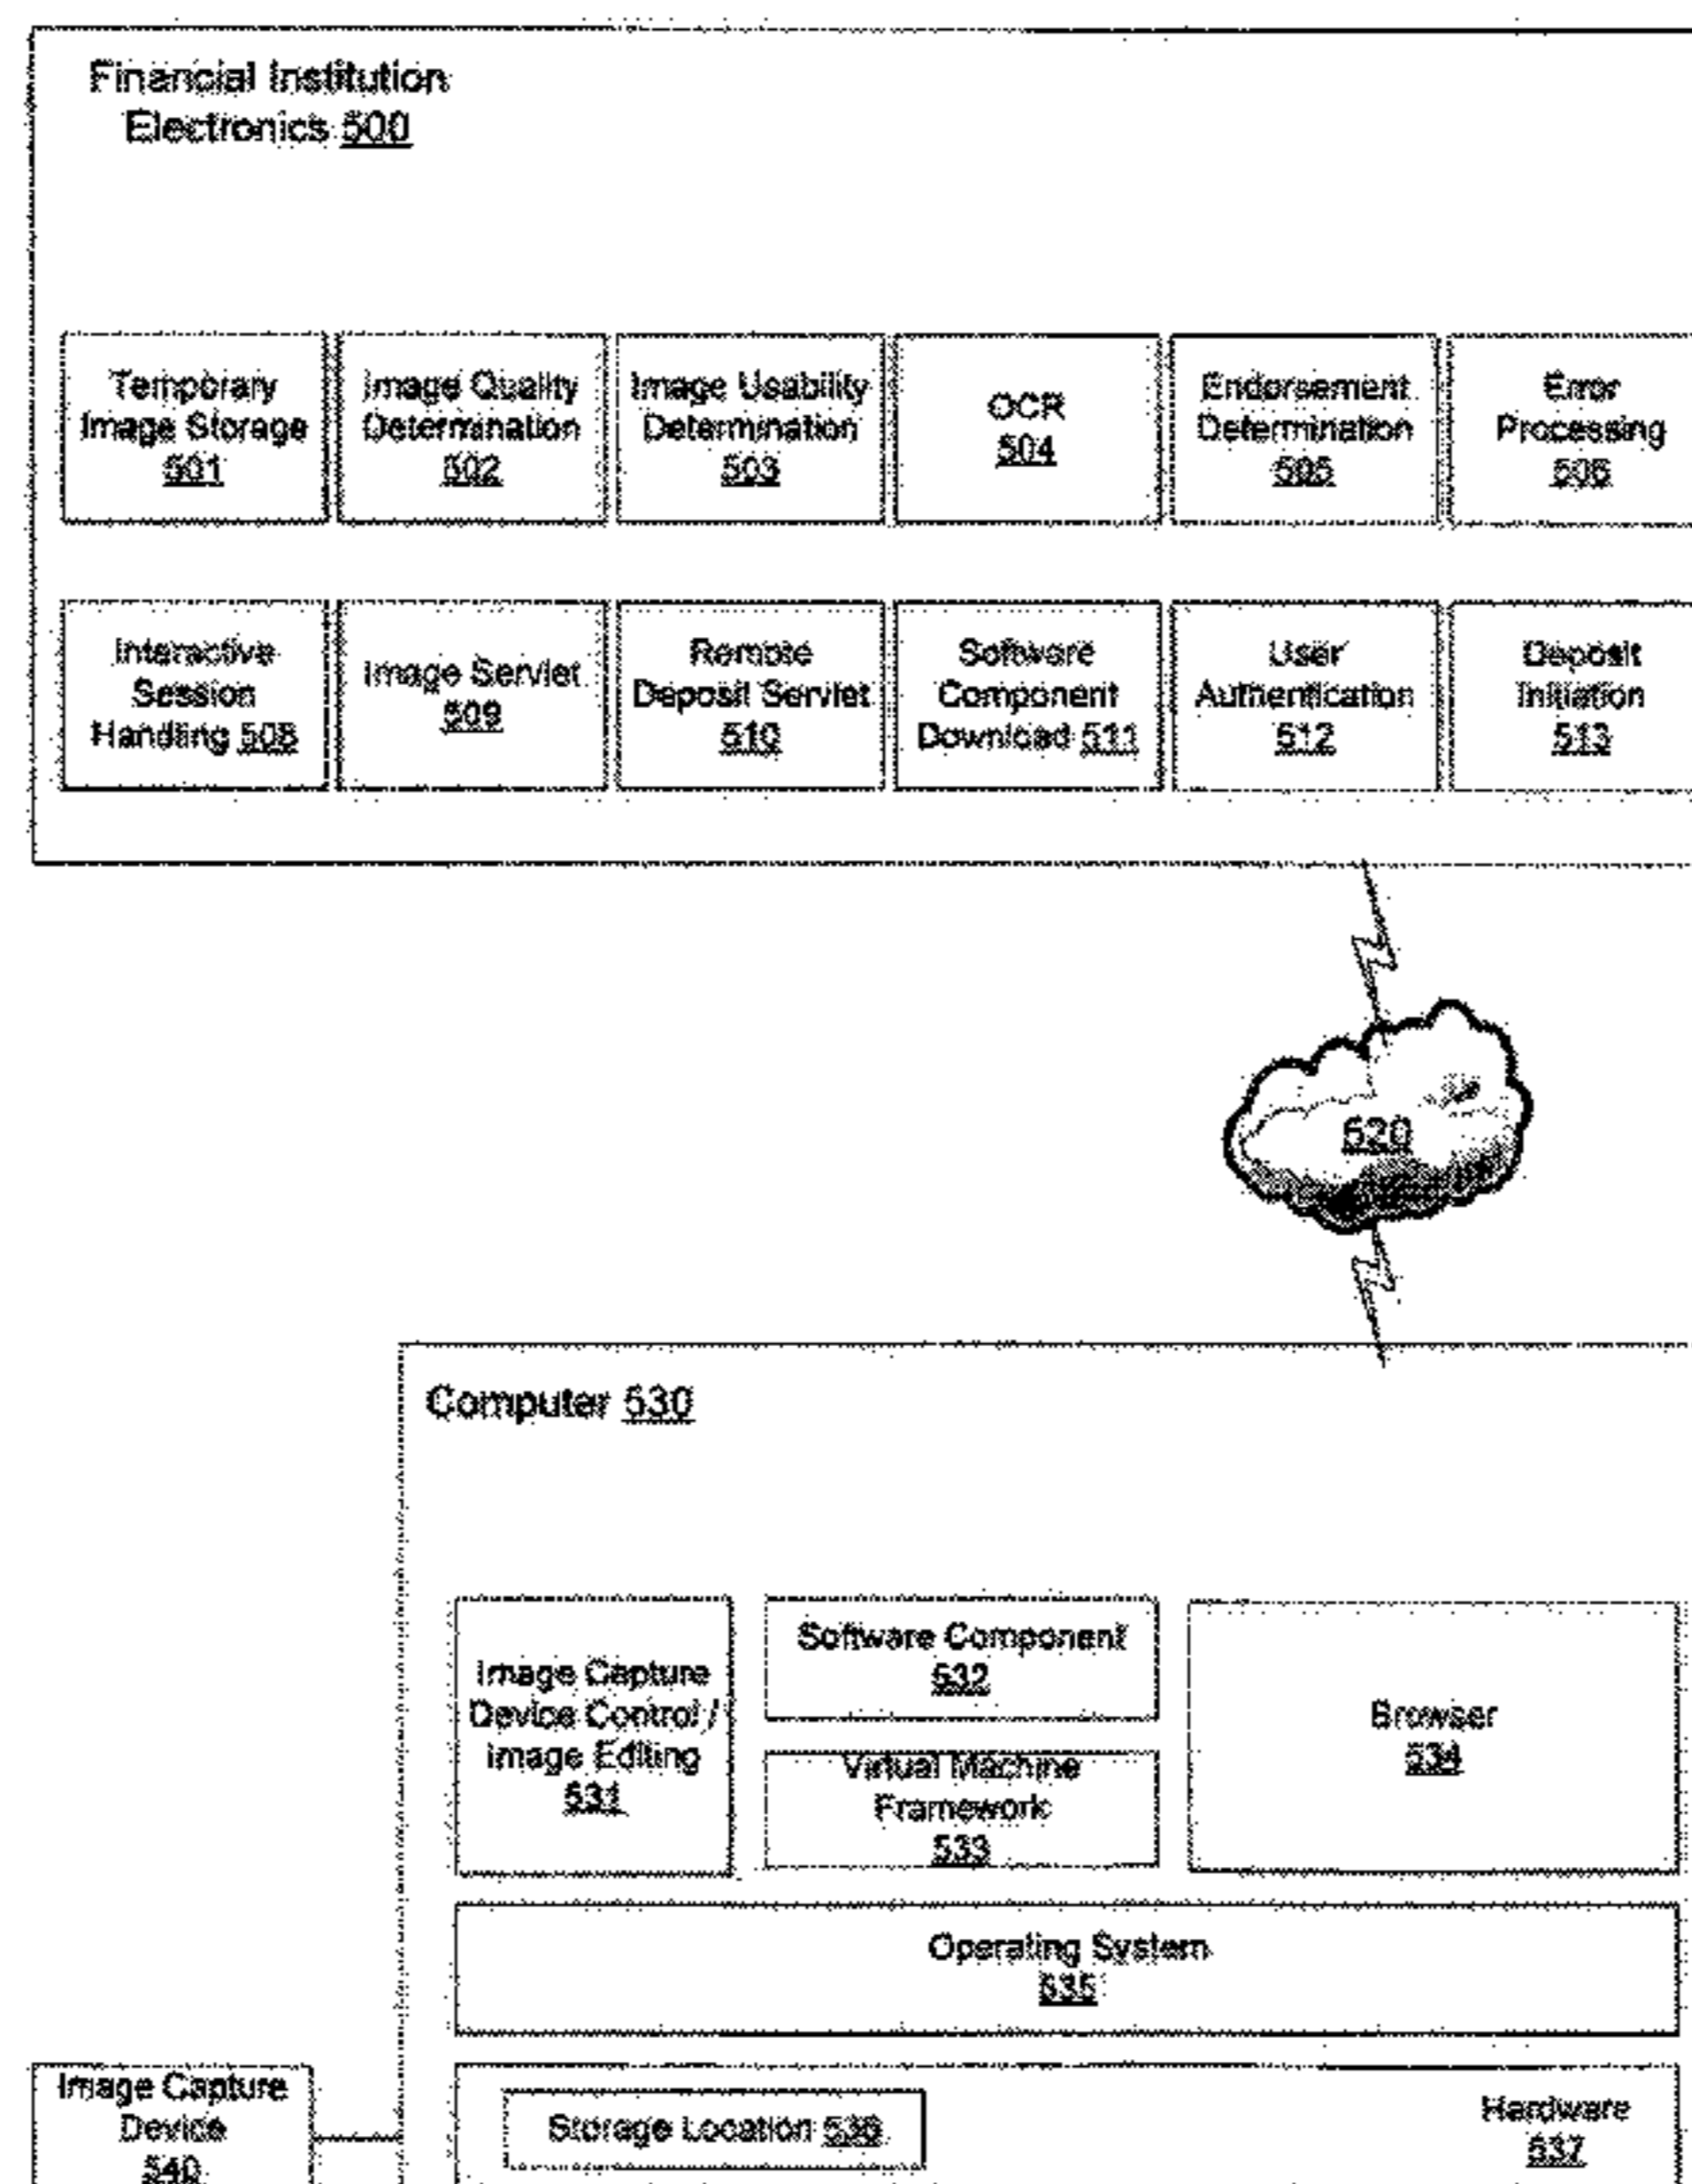 Financial Institution
Electronics 500
Temporary
Image Storage
501
Image Quality
Determination
502
Image Usability
Determination
503
OCR
504
Endorsement
Determination
505
Error
Processing
506
Interactive
Session
Handling 508
Image Servlet
509
Remote
Deposit Servlet
510
Software
Component
Download 511
User
Authentication
512
Deposit
Initiation
513
520
Computer 530
Image Capture
Device Control /
Image Editing
531
Software Component
532
Virtual Machine
Framework
533
Browser
534
Operating System
535
Image Capture
Device
540
Storage Location 536
Hardware
537